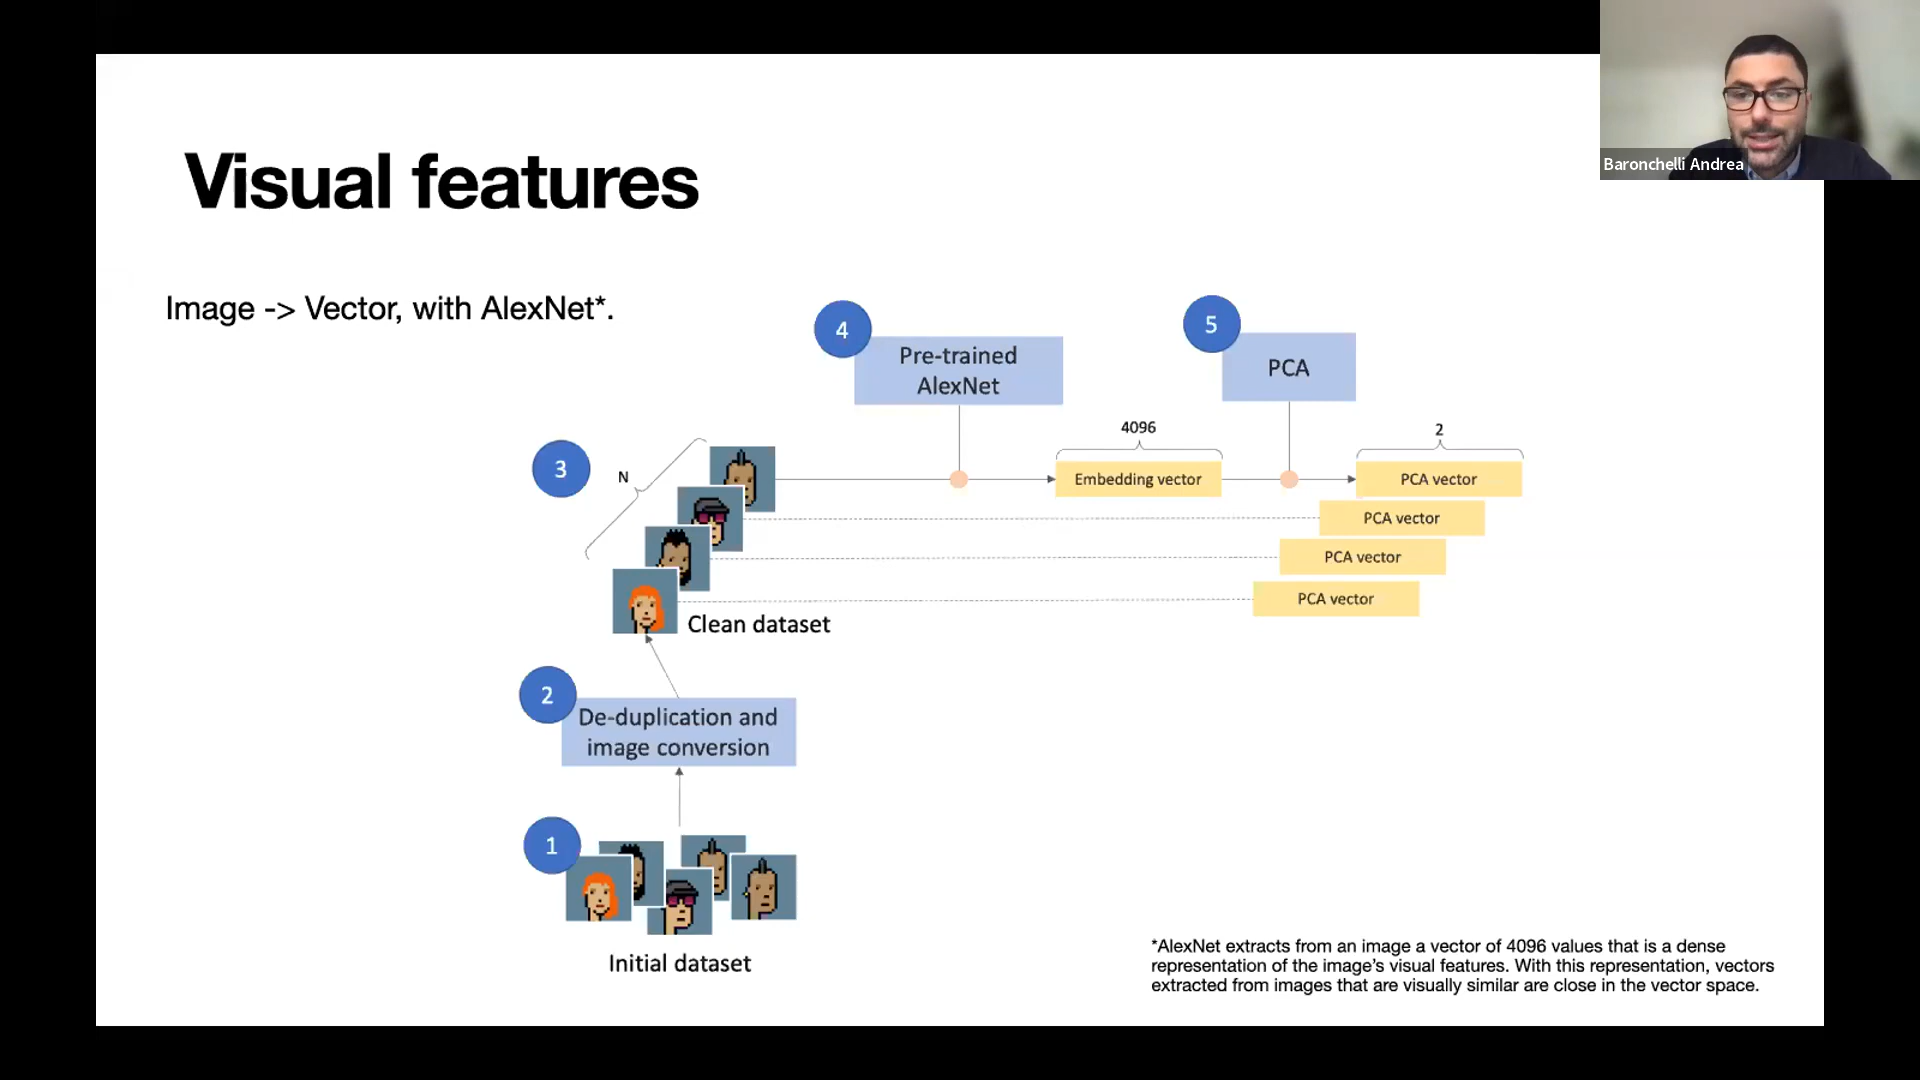 Baronchelli Andrea
Visual features
Image -> Vector, with AlexNet*.
4
Pre-trained
AlexNet
5
PCA
3
N
4096
2
Embedding vector
PCA vector
PCA vector
PCA vector
PCA vector
Clean dataset
2
De-duplication and
image conversion
1
Initial dataset
*AlexNet extracts from an image a vector of 4096 values that is a dense
representation of the image's visual features. With this representation, vectors
extracted from images that are visually similar are close in the vector space.